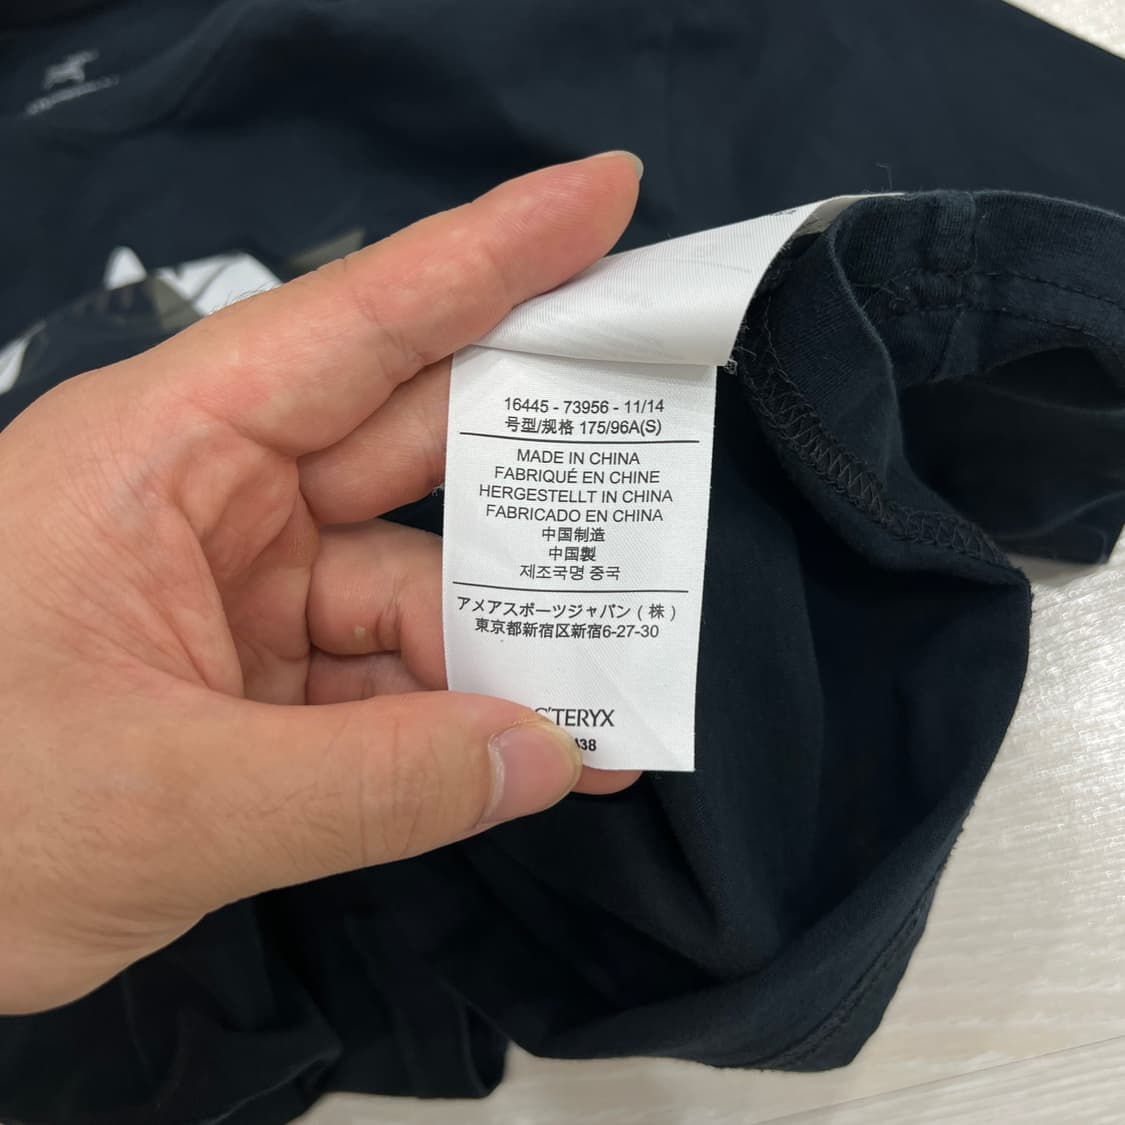 16445 - 73956 - 11/14
号型/规格 175/96A(S)
MADE IN CHINA
FABRIQUÉ EN CHINE
HERGESTELLT IN CHINA
FABRICADO EN CHINA
中国制造
中国製
제조국명 중국
アメアスポーツジャパン ( 株 )
東京都新宿区新宿6-27-30
C'TERYX
438